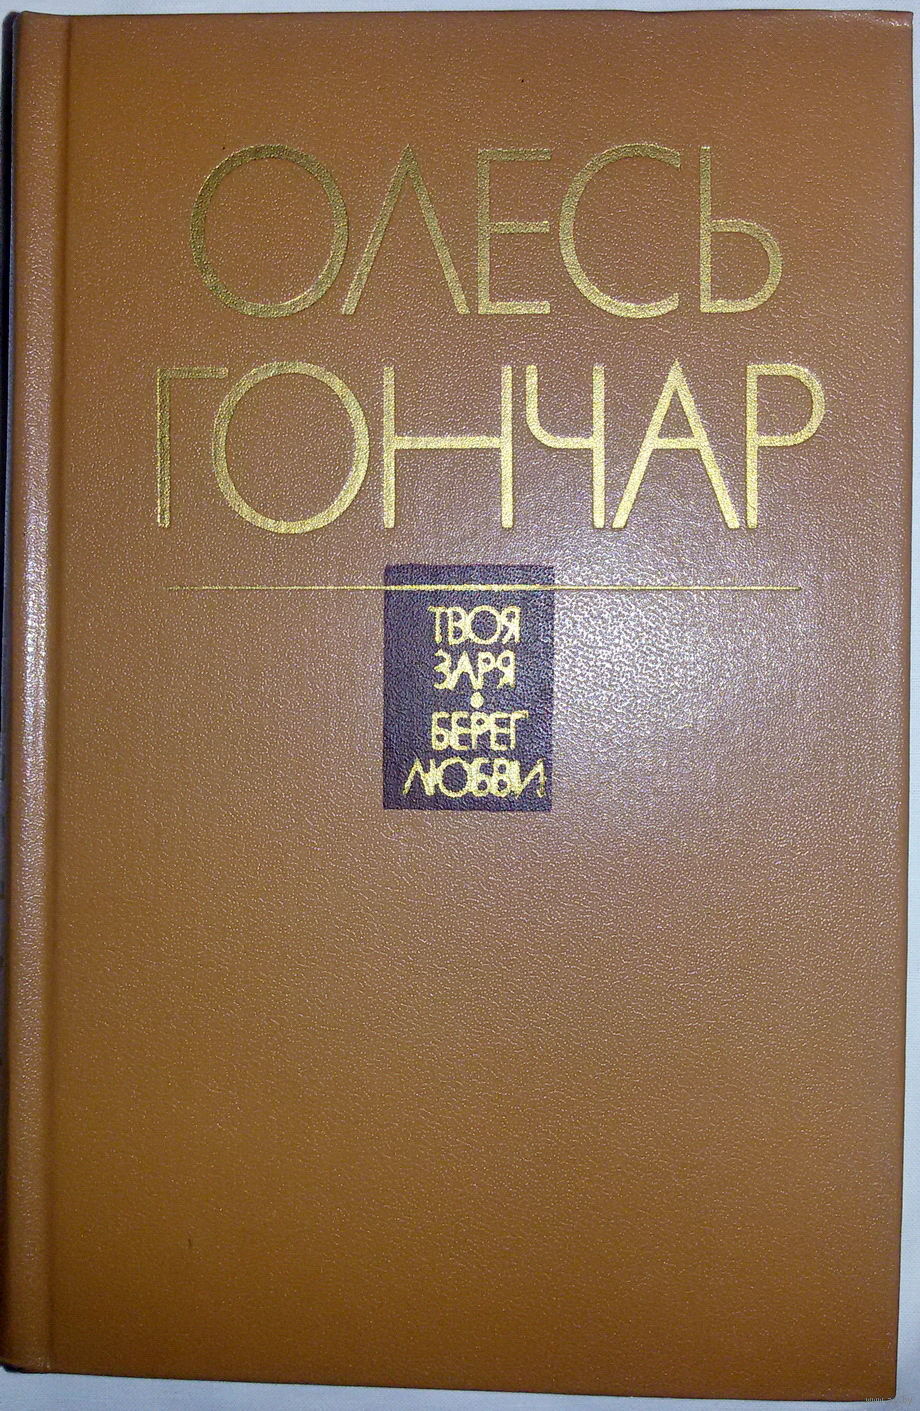 ОЛЕСЬ
ГОНЧАР
ТВОЯ
ЗАРЯ
•
БЕРЕГ
ЛЮБВИ